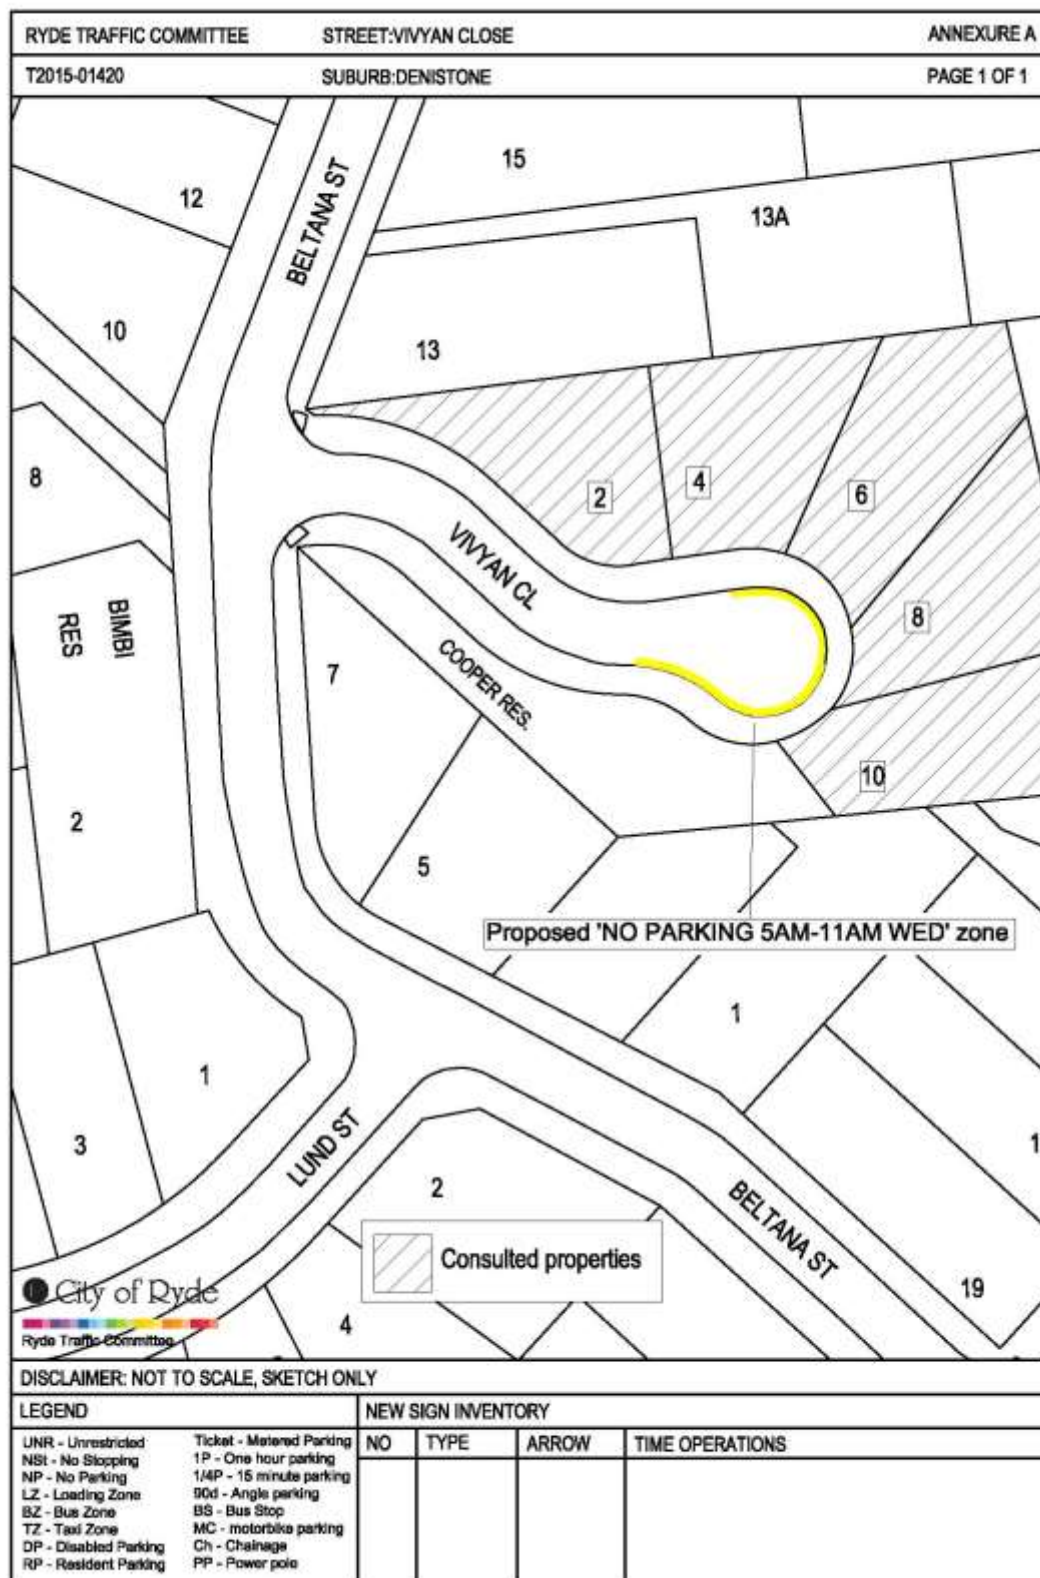 RYDE TRAFFIC COMMITTEE STREET:VIVYAN CLOSE ANNEXURE A
T2015-01420 SUBURB:DENISTONE PAGE 1 OF 1
15
12
13A
BELTANA ST
10
13
8
2
4
6
VIVYAN CL
8
BIMBI
RES
COOPER RES.
7
10
2
5
Proposed 'NO PARKING 5AM-11AM WED' zone
1
1
3
1
LUND ST
2
BELTANA ST
Consulted properties
19
City of Ryde
Ryde Traffic Committee
4
DISCLAIMER: NOT TO SCALE, SKETCH ONLY
LEGEND
UNR - Unrestricted
NSt - No Stopping
NP - No Parking
LZ - Loading Zone
BZ - Bus Zone
TZ - Taxi Zone
DP - Disabled Parking
RP - Resident Parking
Ticket - Metered Parking
1P - One hour parking
1/4P - 15 minute parking
90d - Angle parking
BS - Bus Stop
MC - motorbike parking
Ch - Chainage
PP - Power pole
NEW SIGN INVENTORY
NO TYPE ARROW TIME OPERATIONS